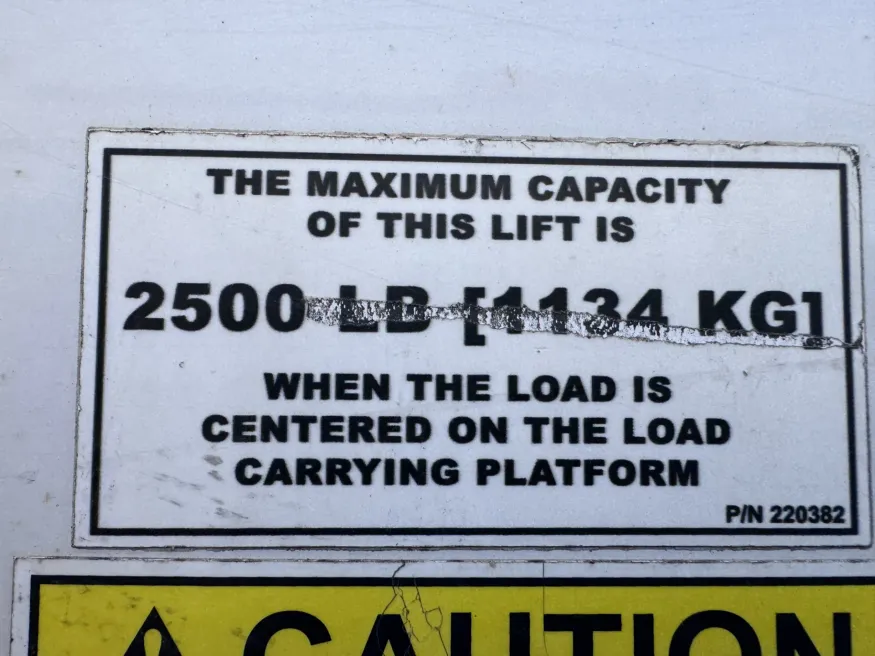 THE MAXIMUM CAPACITY
OF THIS LIFT IS
2500 LB [1134 KG]
WHEN THE LOAD IS
CENTERED ON THE LOAD
CARRYING PLATFORM
P/N 220382
CAUTION